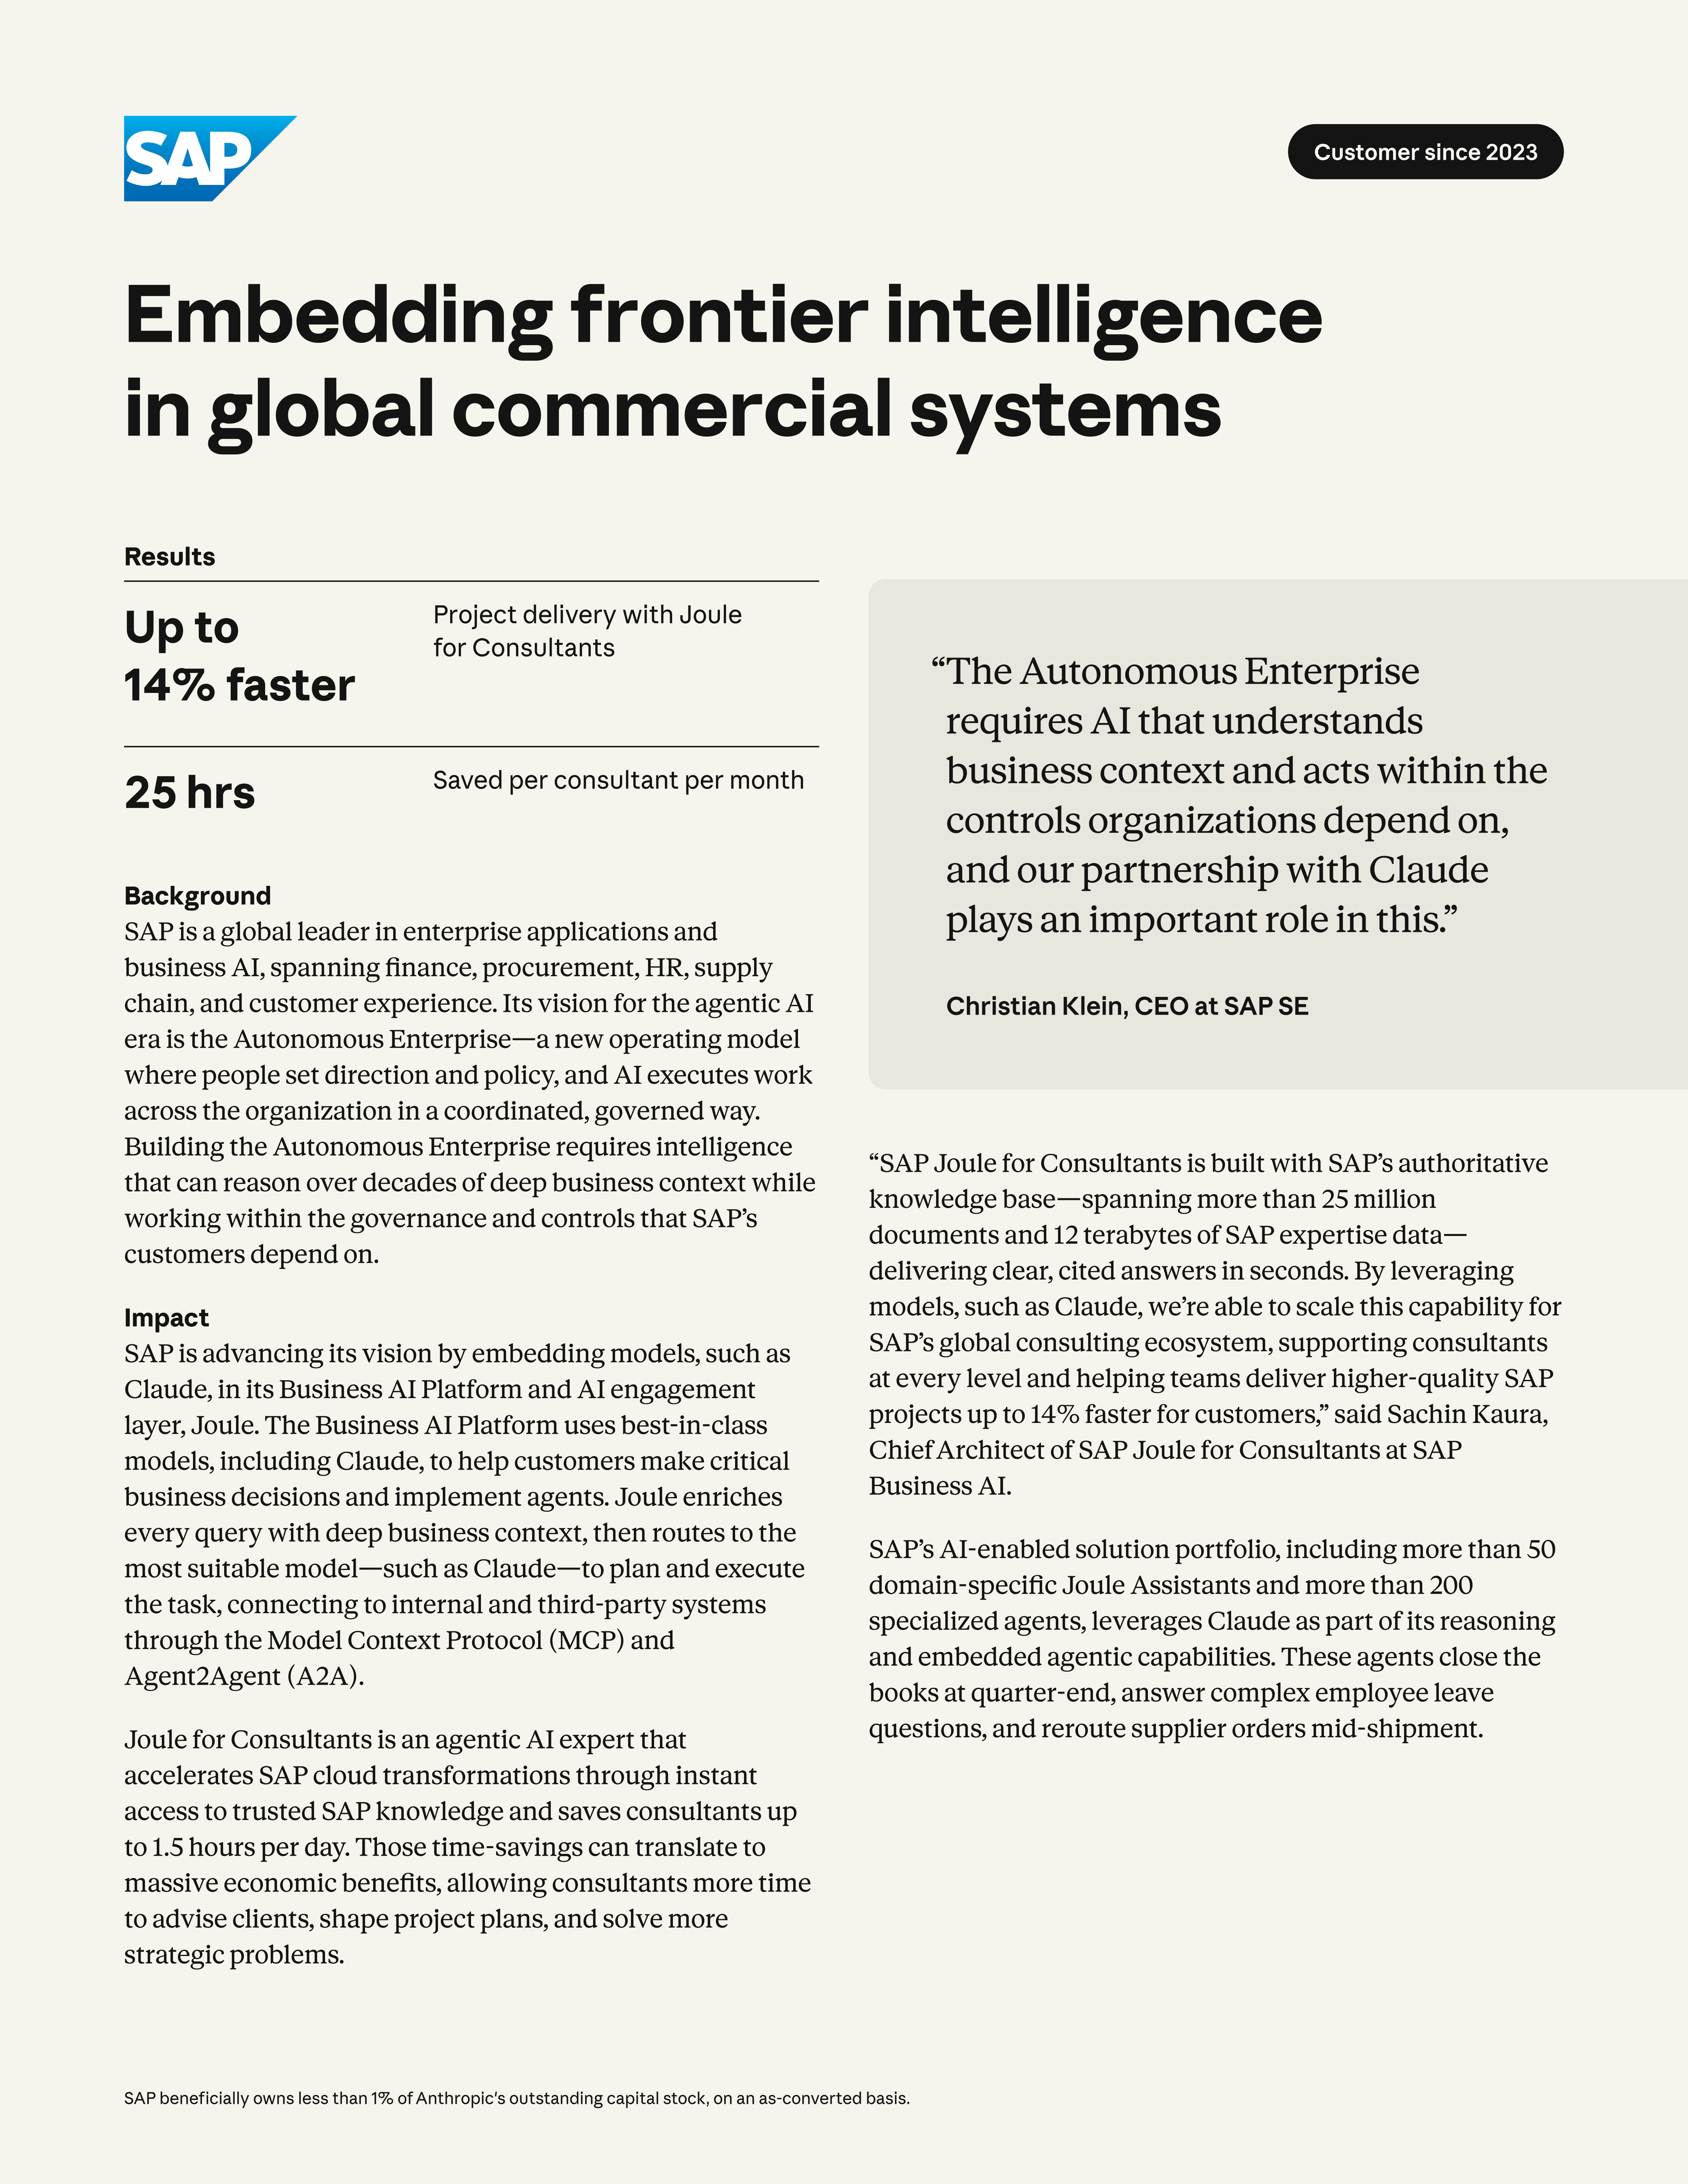 SAP
Customer since 2023
Embedding frontier intelligence
in global commercial systems
Results
Up to
14% faster
Project delivery with Joule
for Consultants
25 hrs
Saved per consultant per month
Background
SAP is a global leader in enterprise applications and
business AI, spanning finance, procurement, HR, supply
chain, and customer experience. Its vision for the agentic AI
era is the Autonomous Enterprise—a new operating model
where people set direction and policy, and AI executes work
across the organization in a coordinated, governed way.
Building the Autonomous Enterprise requires intelligence
that can reason over decades of deep business context while
working within the governance and controls that SAP’s
customers depend on.
Impact
SAP is advancing its vision by embedding models, such as
Claude, in its Business AI Platform and AI engagement
layer, Joule. The Business AI Platform uses best-in-class
models, including Claude, to help customers make critical
business decisions and implement agents. Joule enriches
every query with deep business context, then routes to the
most suitable model—such as Claude—to plan and execute
the task, connecting to internal and third-party systems
through the Model Context Protocol (MCP) and
Agent2Agent (A2A).
Joule for Consultants is an agentic AI expert that
accelerates SAP cloud transformations through instant
access to trusted SAP knowledge and saves consultants up
to 1.5 hours per day. Those time-savings can translate to
massive economic benefits, allowing consultants more time
to advise clients, shape project plans, and solve more
strategic problems.
“The Autonomous Enterprise
requires AI that understands
business context and acts within the
controls organizations depend on,
and our partnership with Claude
plays an important role in this.”
Christian Klein, CEO at SAP SE
“SAP Joule for Consultants is built with SAP’s authoritative
knowledge base—spanning more than 25 million
documents and 12 terabytes of SAP expertise data—
delivering clear, cited answers in seconds. By leveraging
models, such as Claude, we’re able to scale this capability for
SAP’s global consulting ecosystem, supporting consultants
at every level and helping teams deliver higher-quality SAP
projects up to 14% faster for customers,” said Sachin Kaura,
Chief Architect of SAP Joule for Consultants at SAP
Business AI.
SAP’s AI-enabled solution portfolio, including more than 50
domain-specific Joule Assistants and more than 200
specialized agents, leverages Claude as part of its reasoning
and embedded agentic capabilities. These agents close the
books at quarter-end, answer complex employee leave
questions, and reroute supplier orders mid-shipment.
SAP beneficially owns less than 1% of Anthropic's outstanding capital stock, on an as-converted basis.